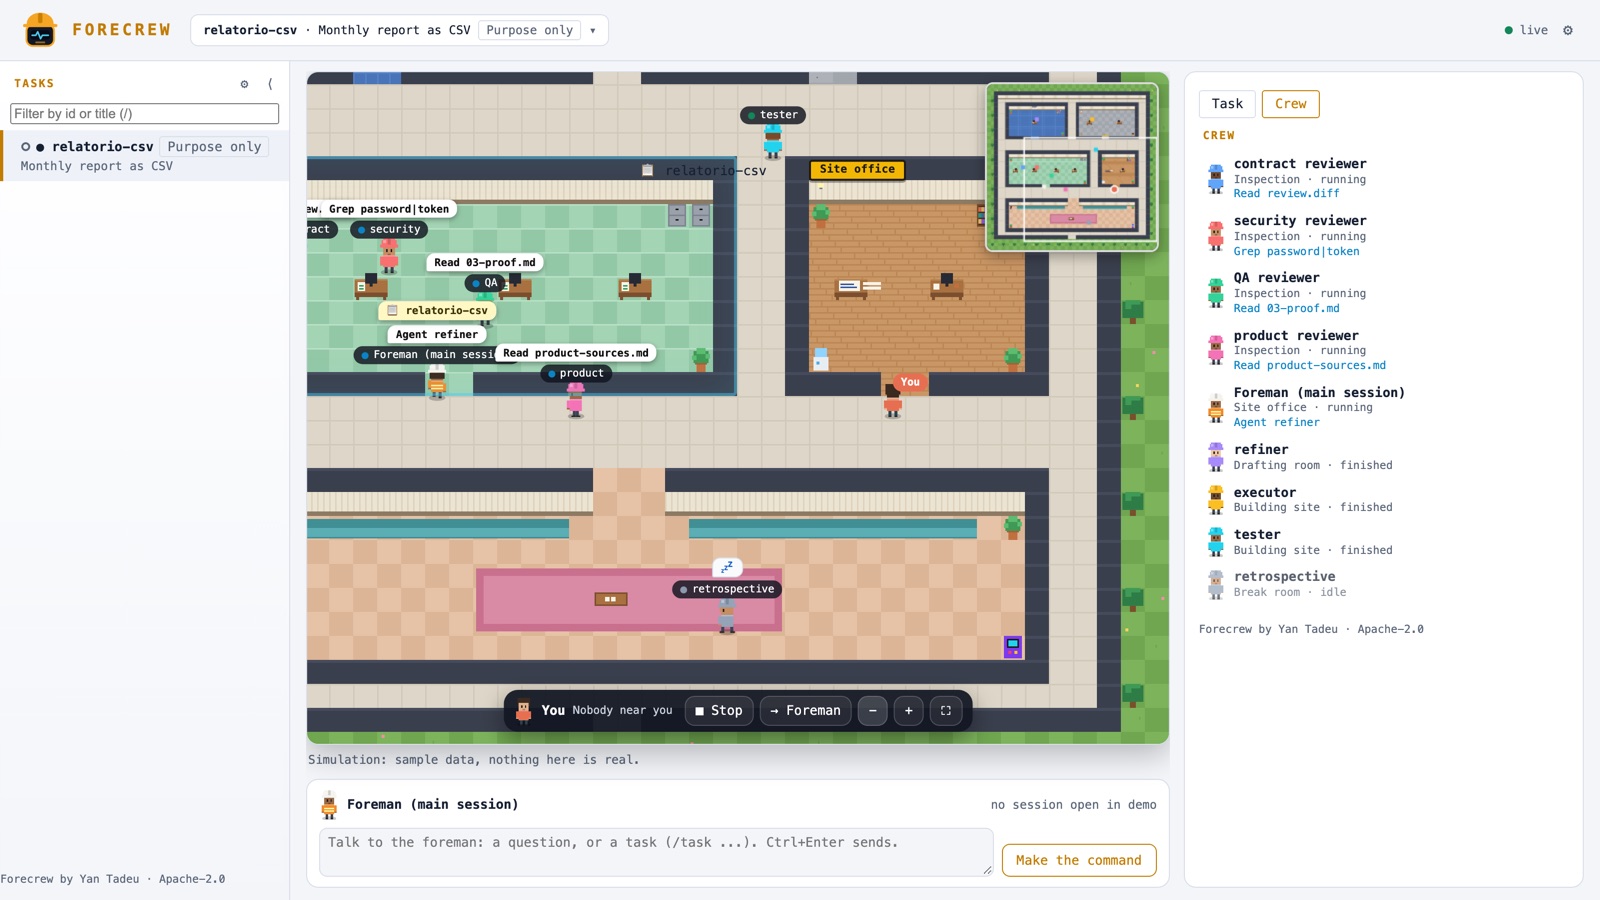 FORECREW
relatorio-csv · Monthly report as CSV Purpose only ▾
live
TASKS
Filter by id or title (/)
relatorio-csv Purpose only
Monthly report as CSV
Forecrew by Yan Tadeu · Apache-2.0
tester
relatorio-csv
Site office
ew. Grep password|token
ract
security
Read 03-proof.md
QA
relatorio-csv
Agent refiner
Foreman (main sessi
Read product-sources.md
product
You
zzZ
retrospective
You Nobody near you
Stop
→ Foreman
−
+
Simulation: sample data, nothing here is real.
Foreman (main session)
no session open in demo
Talk to the foreman: a question, or a task (/task ...). Ctrl+Enter sends.
Make the command
Task
Crew
CREW
contract reviewer
Inspection · running
Read review.diff
security reviewer
Inspection · running
Grep password|token
QA reviewer
Inspection · running
Read 03-proof.md
product reviewer
Inspection · running
Read product-sources.md
Foreman (main session)
Site office · running
Agent refiner
refiner
Drafting room · finished
executor
Building site · finished
tester
Building site · finished
retrospective
Break room · idle
Forecrew by Yan Tadeu · Apache-2.0